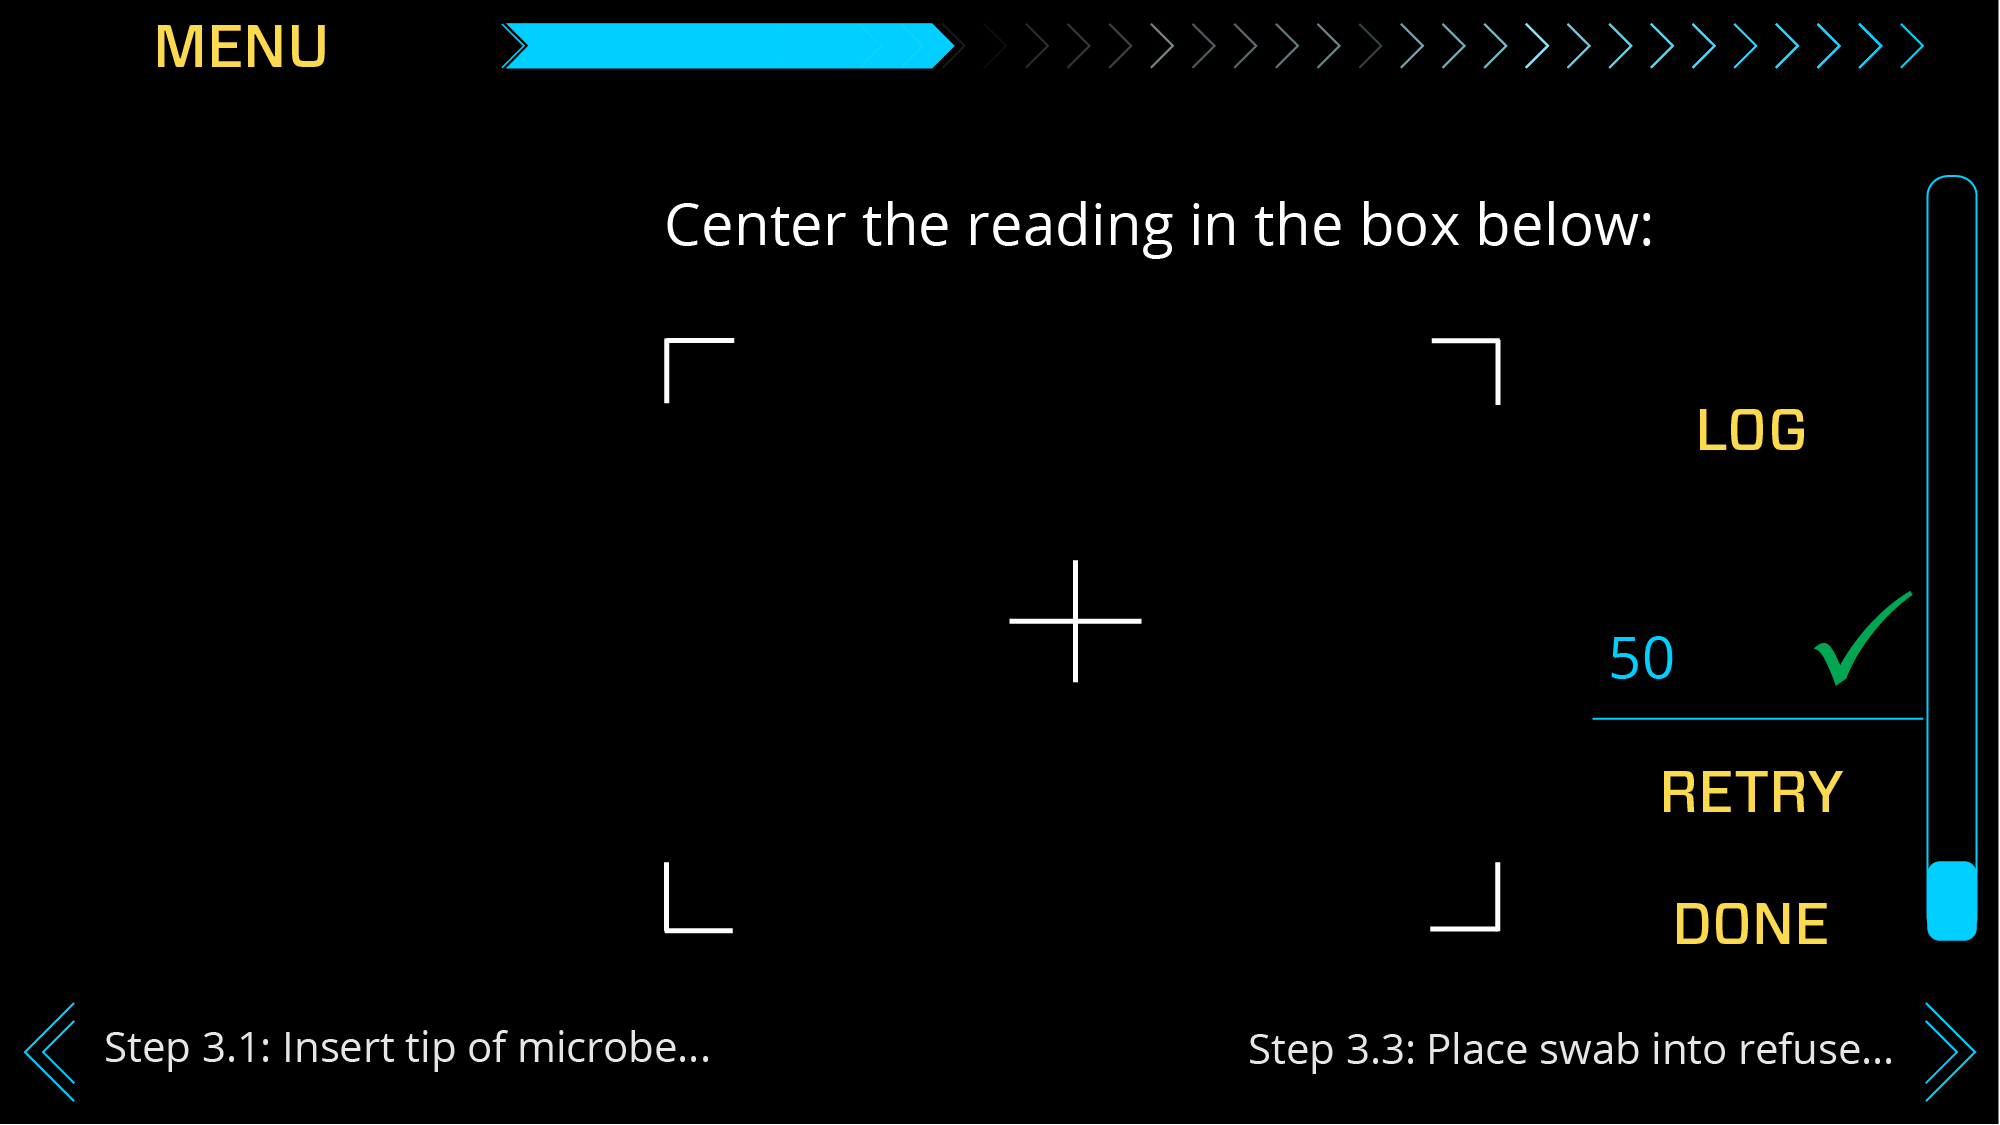 MENU
Center the reading in the box below:
LOG
50
RETRY
DONE
Step 3.1: Insert tip of microbe...
Step 3.3: Place swab into refuse...